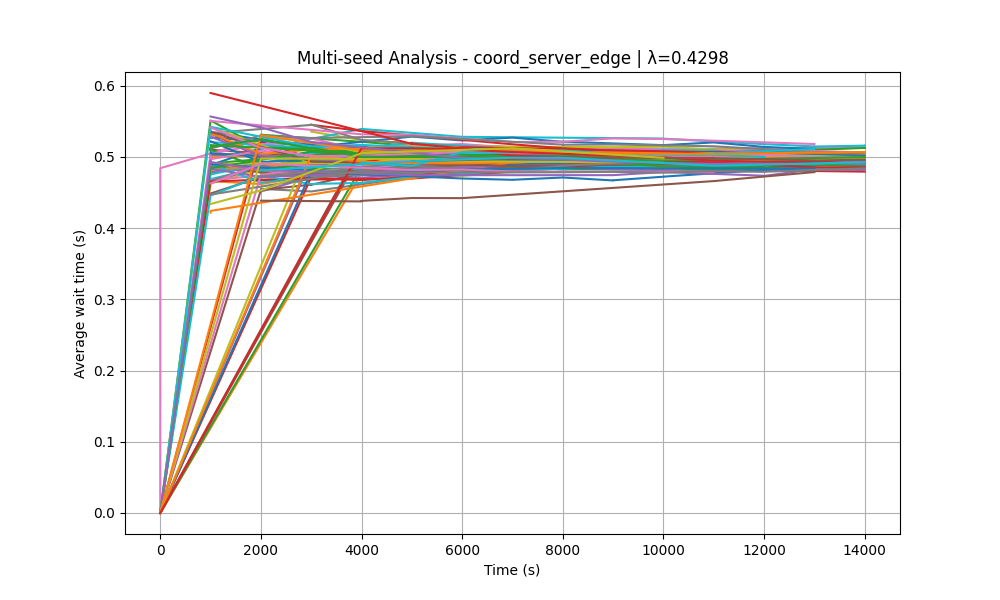 Multi-seed Analysis - coord_server_edge | λ=0.4298
Average wait time (s)
0.6
0.5
0.4
0.3
0.2
0.1
0.0
0 2000 4000 6000 8000 10000 12000 14000
Time (s)